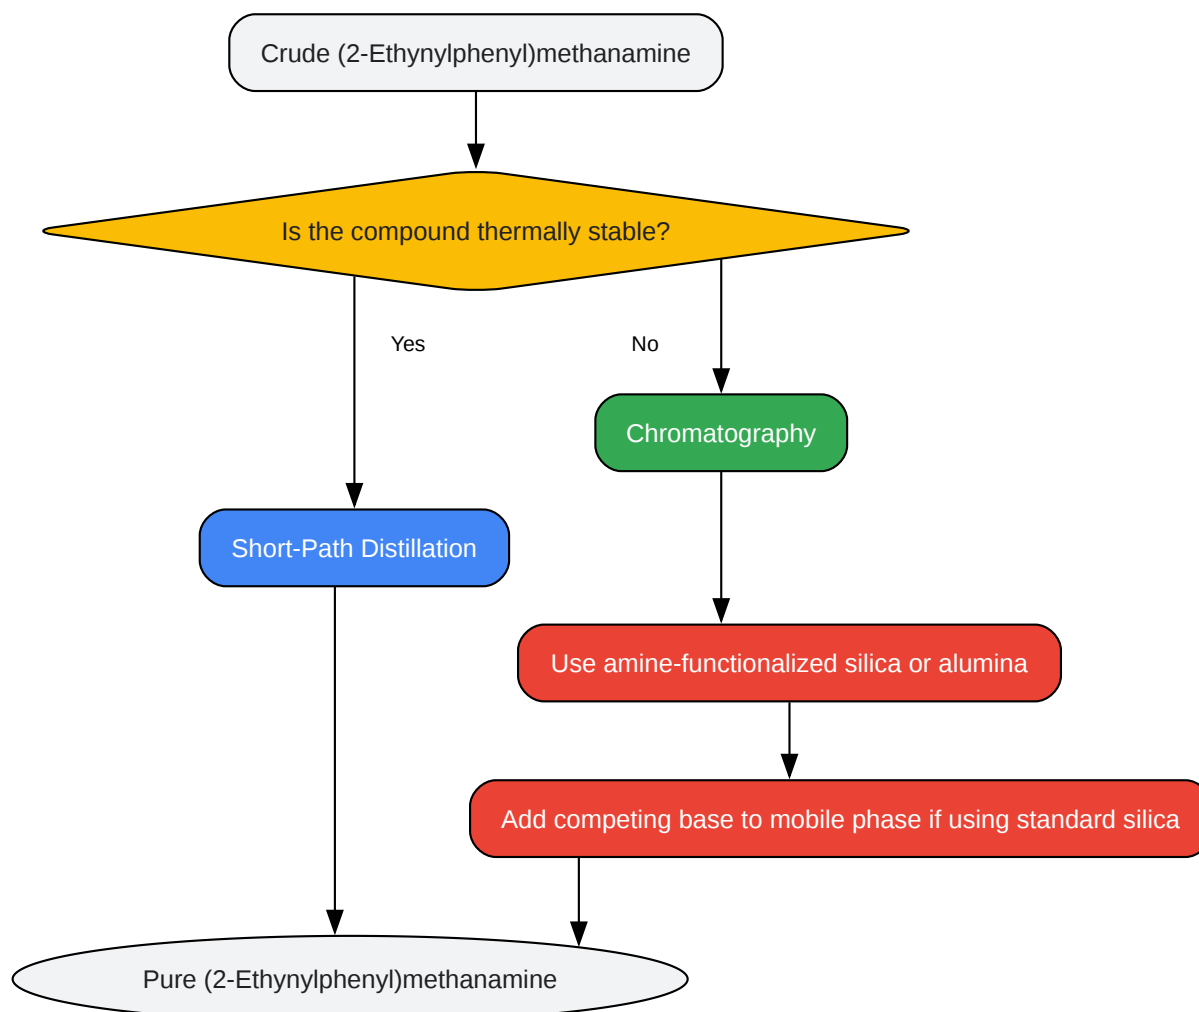 Crude (2-Ethynylphenyl)methanamine
Is the compound thermally stable?
Yes
No
Chromatography
Short-Path Distillation
Use amine-functionalized silica or alumina
Add competing base to mobile phase if using standard silica
Pure (2-Ethynylphenyl)methanamine